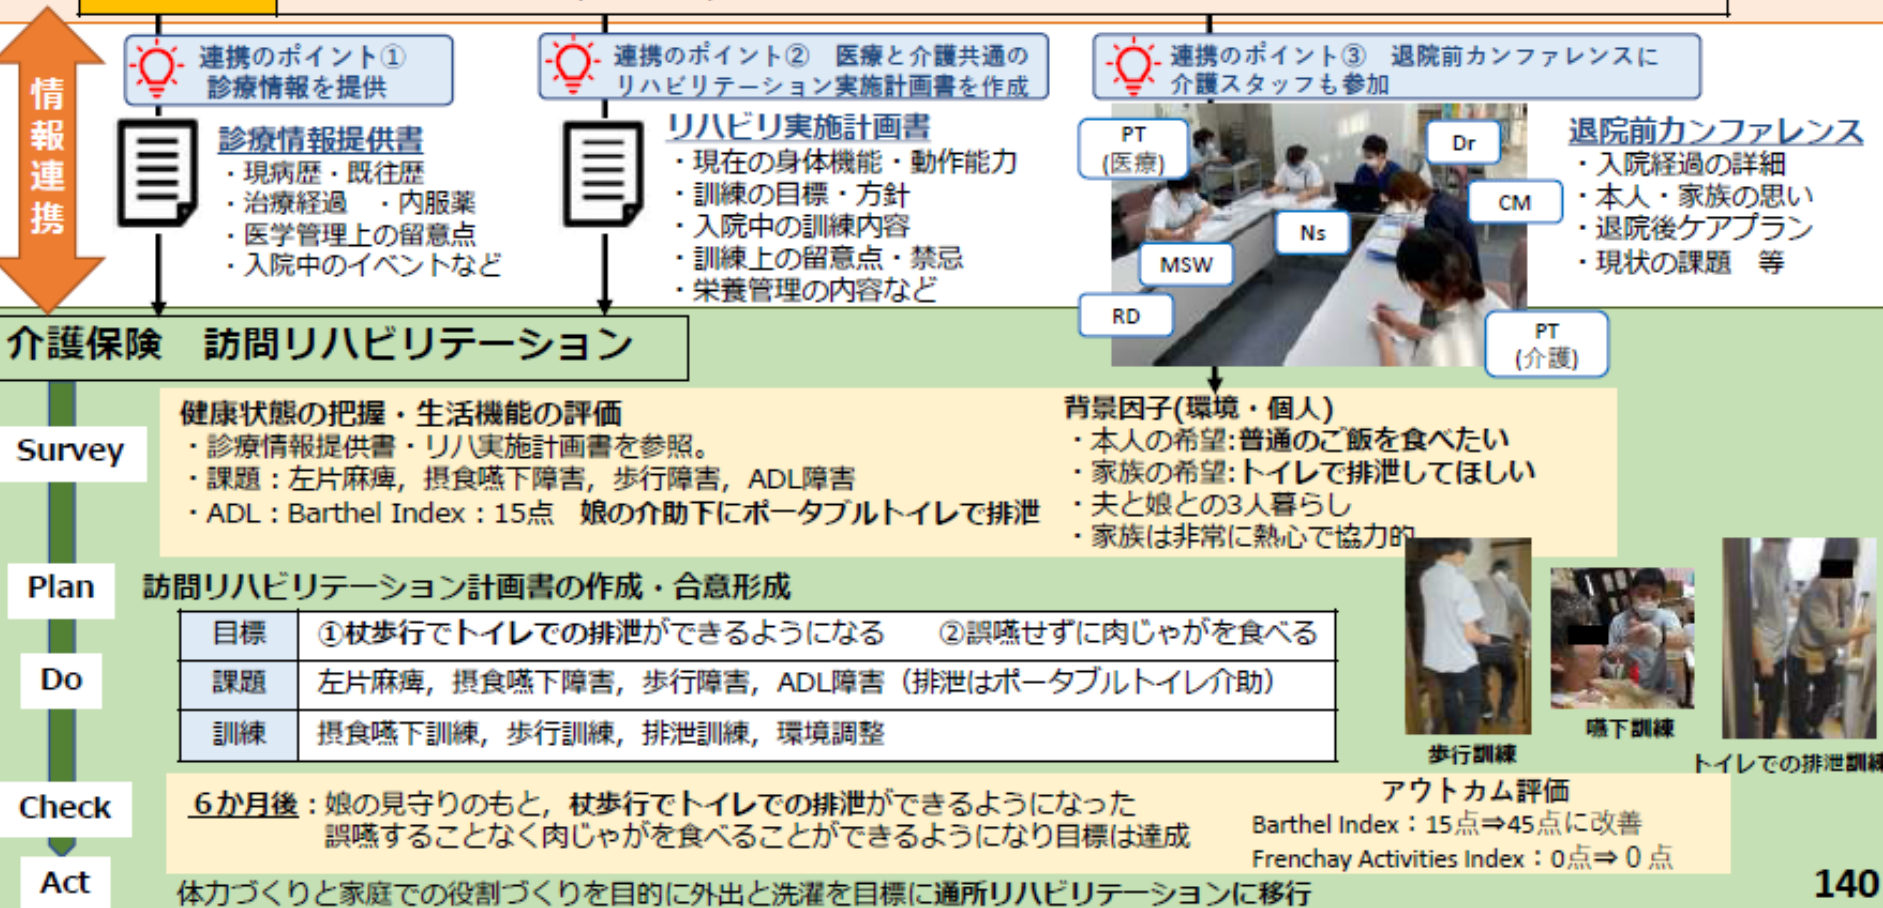 情報連携
連携のポイント①
診療情報を提供
連携のポイント②　医療と介護共通の
リハビリテーション実施計画書を作成
連携のポイント③　退院前カンファレンスに
介護スタッフも参加
診療情報提供書
・現病歴・既往歴
・治療経過　・内服薬
・医学管理上の留意点
・入院中のイベントなど
リハビリ実施計画書
・現在の身体機能・動作能力
・訓練の目標・方針
・入院中の訓練内容
・訓練上の留意点・禁忌
・栄養管理の内容など
PT
(医療)
Dr
CM
Ns
MSW
RD
PT
(介護)
退院前カンファレンス
・入院経過の詳細
・本人・家族の思い
・退院後ケアプラン
・現状の課題　等
介護保険　訪問リハビリテーション
Survey
健康状態の把握・生活機能の評価
・診療情報提供書・リハ実施計画書を参照。
・課題：左片麻痺，摂食嚥下障害，歩行障害，ADL障害
・ADL：Barthel Index：15点　娘の介助下にポータブルトイレで排泄
背景因子(環境・個人)
・本人の希望:普通のご飯を食べたい
・家族の希望:トイレで排泄してほしい
・夫と娘との3人暮らし
・家族は非常に熱心で協力的
Plan
訪問リハビリテーション計画書の作成・合意形成
目標　①杖歩行でトイレでの排泄ができるようになる　②誤嚥せずに肉じゃがを食べる
Do
課題　左片麻痺，摂食嚥下障害，歩行障害，ADL障害（排泄はポータブルトイレ介助）
訓練　摂食嚥下訓練，歩行訓練，排泄訓練，環境調整
歩行訓練
嚥下訓練
トイレでの排泄訓練
Check
６か月後：娘の見守りのもと，杖歩行でトイレでの排泄ができるようになった
誤嚥することなく肉じゃがを食べることができるようになり目標は達成
アウトカム評価
Barthel Index：15点⇒45点に改善
Frenchay Activities Index：0点⇒０点
Act
体力づくりと家庭での役割づくりを目的に外出と洗濯を目標に通所リハビリテーションに移行
140